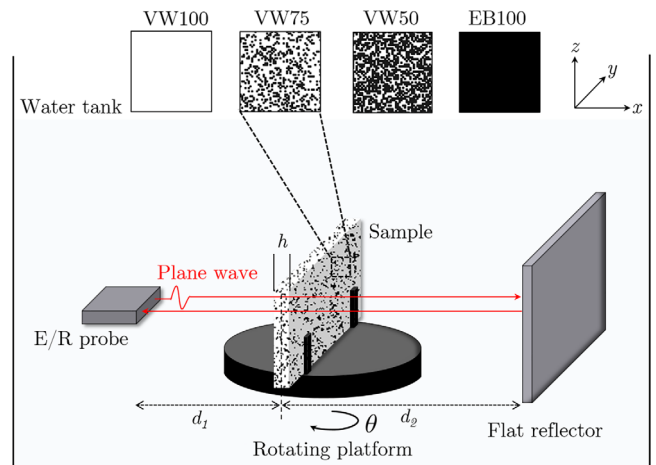 VW100 VW75 VW50 EB100
z
y
x
Water tank
h
Sample
Plane wave
E/R probe
d1 θ d2
Rotating platform
Flat reflector